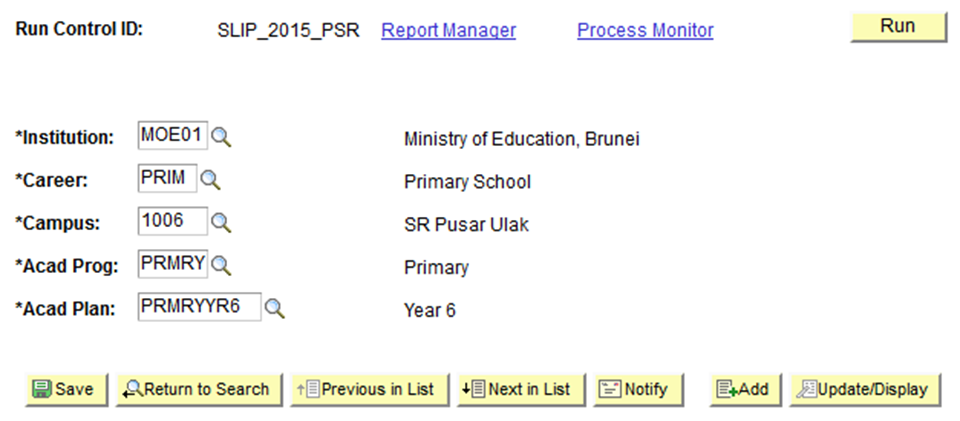 Run Control ID: SLIP_2015_PSR Report Manager Process Monitor Run
*Institution: MOE01 Ministry of Education, Brunei
*Career: PRIM Primary School
*Campus: 1006 SR Pusar Ulak
*Acad Prog: PRMRY Primary
*Acad Plan: PRMRYYR6 Year 6
Save Return to Search Previous in List Next in List Notify Add Update/Display